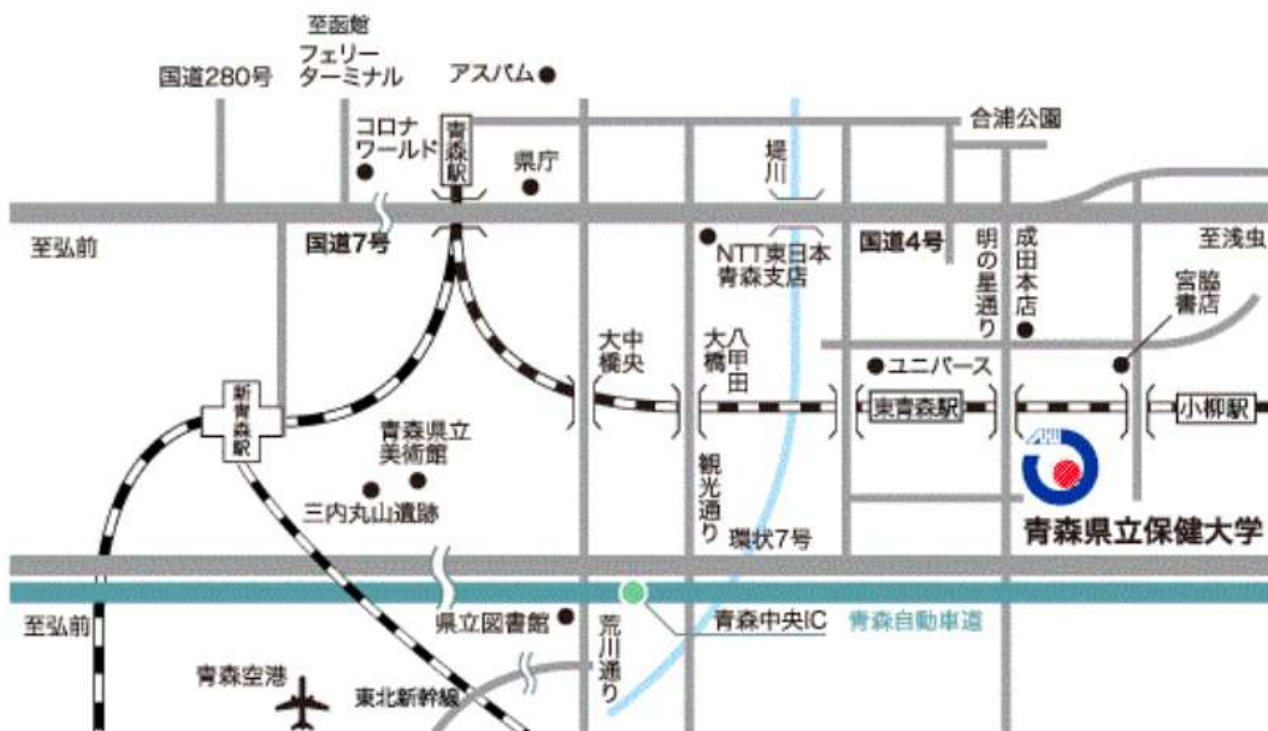 至函館
フェリー
ターミナル
国道280号
アスパム
コロナ
ワールド
青森駅
県庁
堤川
合浦公園
至弘前
国道7号
NTT東日本
青森支店
国道4号
明の星通り
成田本店
至浅虫
宮脇
書店
中央
大橋
八甲田
大橋
ユニバース
新青森駅
東青森駅
小柳駅
青森県立
美術館
三内丸山遺跡
観光通り
環状7号
AHU
青森県立保健大学
至弘前
県立図書館
荒川通り
青森中央IC
青森自動車道
青森空港
東北新幹線